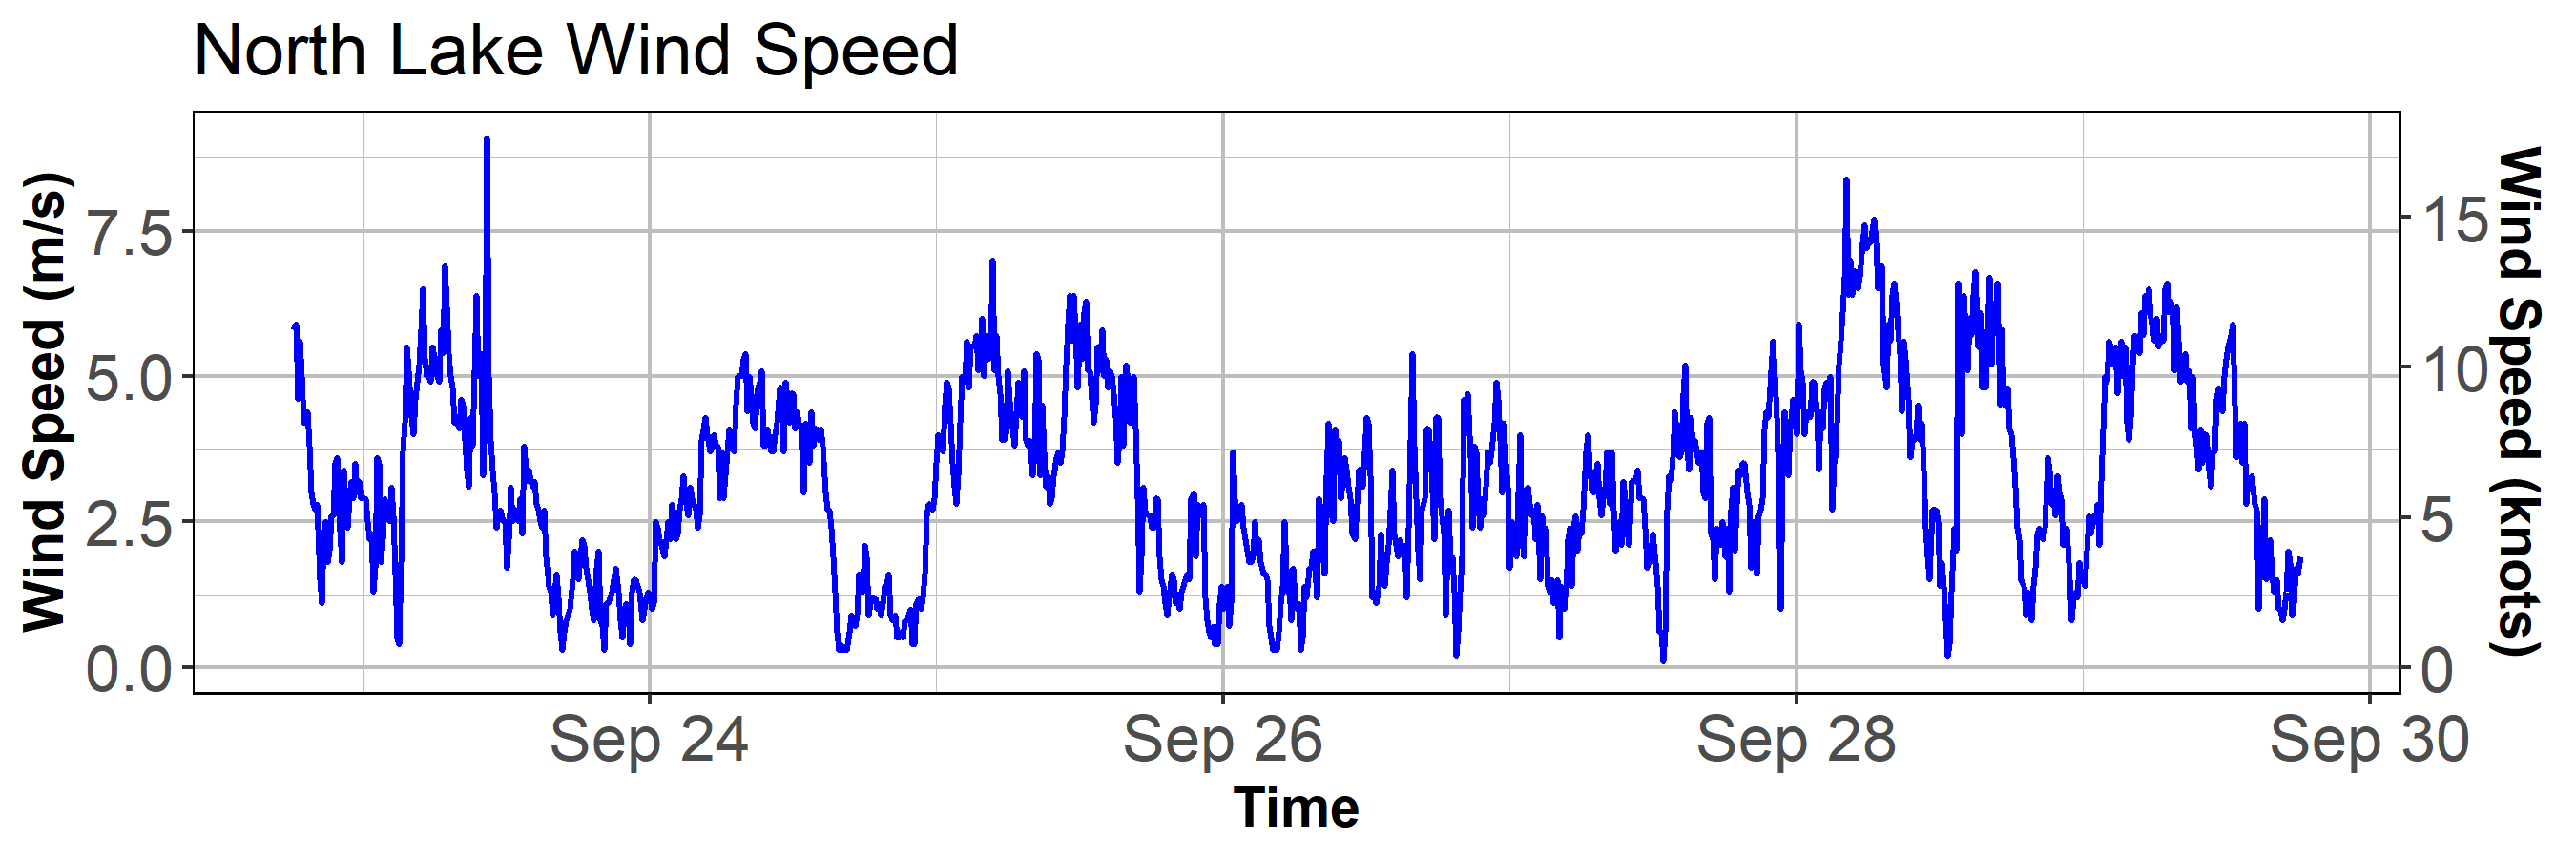 North Lake Wind Speed
Wind Speed (m/s)
7.5
5.0
2.5
0.0
15
10
5
0
Wind Speed (knots)
Sep 24
Sep 26
Sep 28
Sep 30
Time